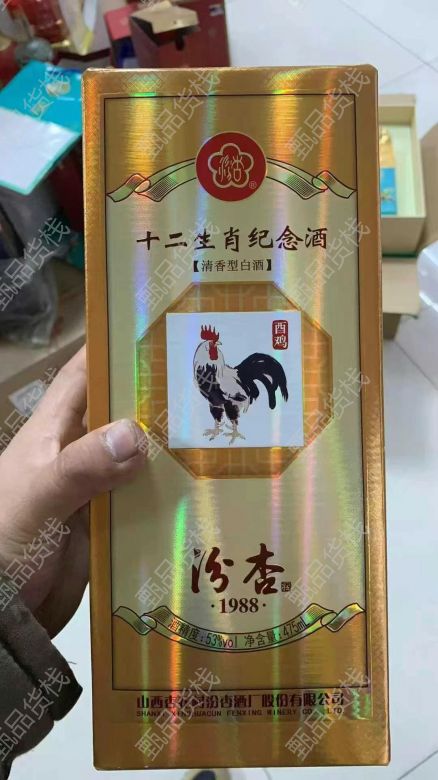 汾杏
®
十二生肖纪念酒
【清香型白酒】
酉鸡
汾杏
·1988·
酒精度:53%vol 净含量:475ml
山西杏花村汾杏酒厂股份有限公司
SHANXI XINGHUACUN FENXING WINERY CO., LTD
甄品货栈